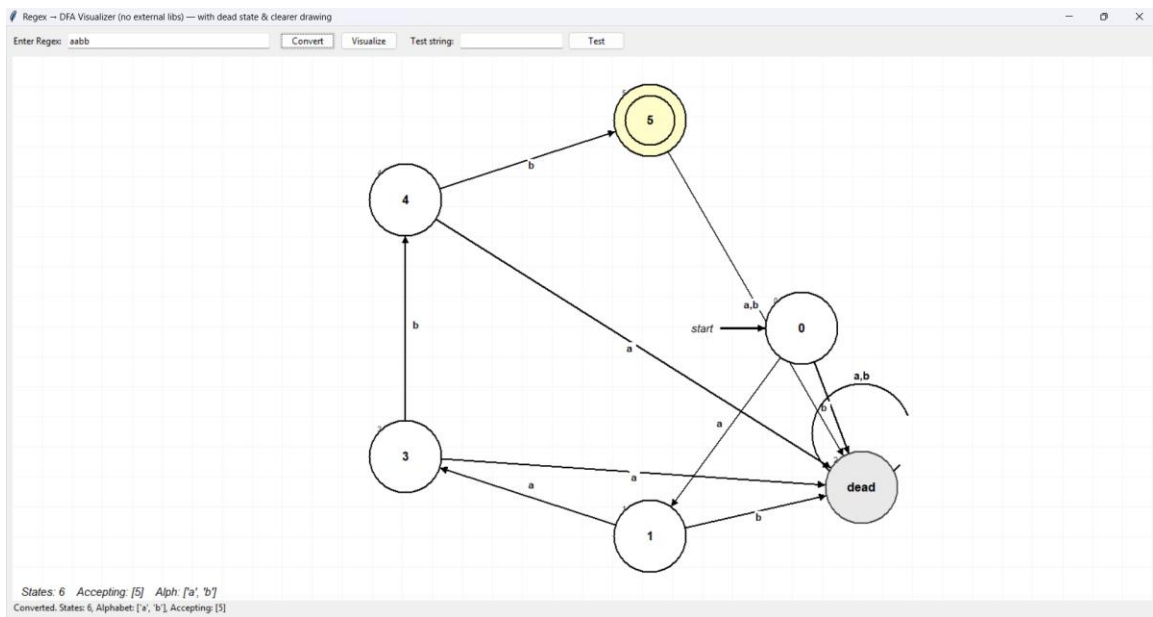 Regex → DFA Visualizer (no external libs) — with dead state & clearer drawing
Enter Regex: aabb Convert Visualize Test string: Test
5
b
4
a,b
start 0
b
a
a,b
b
a
3
a
a
dead
b
1
States: 6 Accepting: [5] Alph: ['a', 'b']
Converted. States: 6, Alphabet: ['a', 'b'], Accepting: [5]